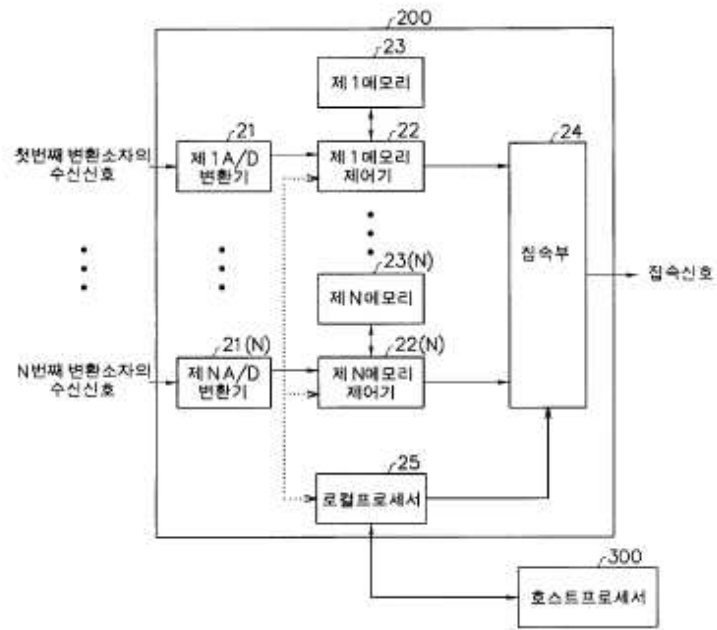 200
23
제1메모리
21
22
24
첫번째 변환소자의
수신신호
제1A/D
변환기
제1메모리
제어기
집속부
집속신호
23(N)
제N메모리
21(N)
22(N)
N번째 변환소자의
수신신호
제NA/D
변환기
제N메모리
제어기
25
로컬프로세서
300
호스트프로세서